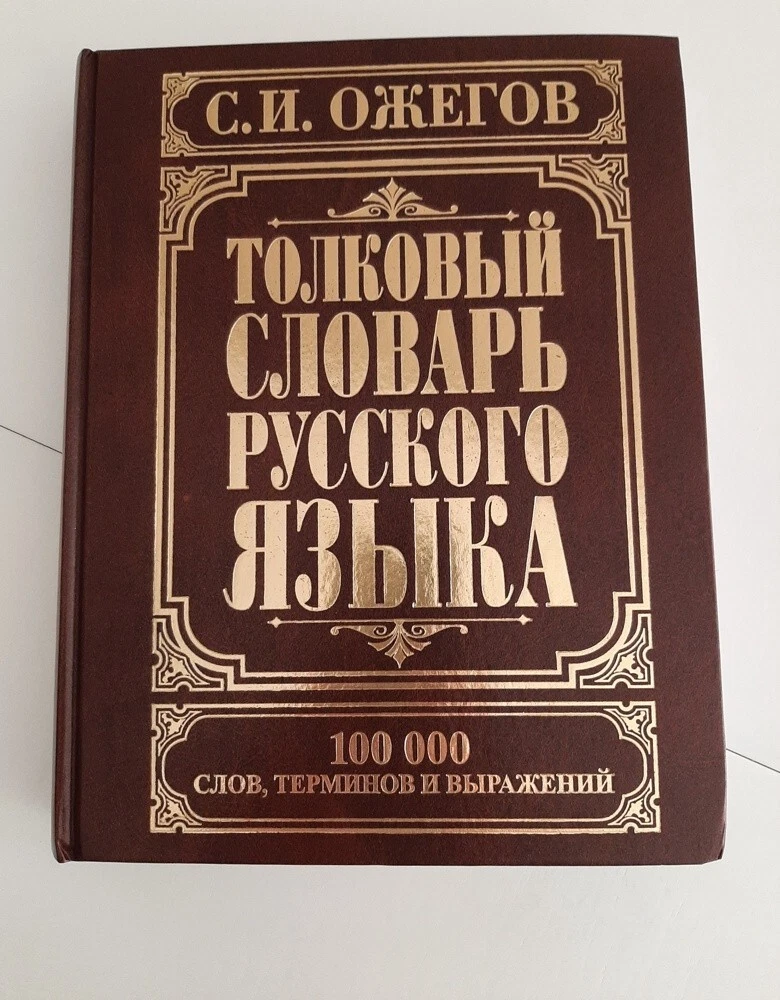 С.И. ОЖЕГОВ
ТОЛКОВЫЙ
СЛОВАРЬ
РУССКОГО
ЯЗЫКА
100 000
СЛОВ, ТЕРМИНОВ И ВЫРАЖЕНИЙ